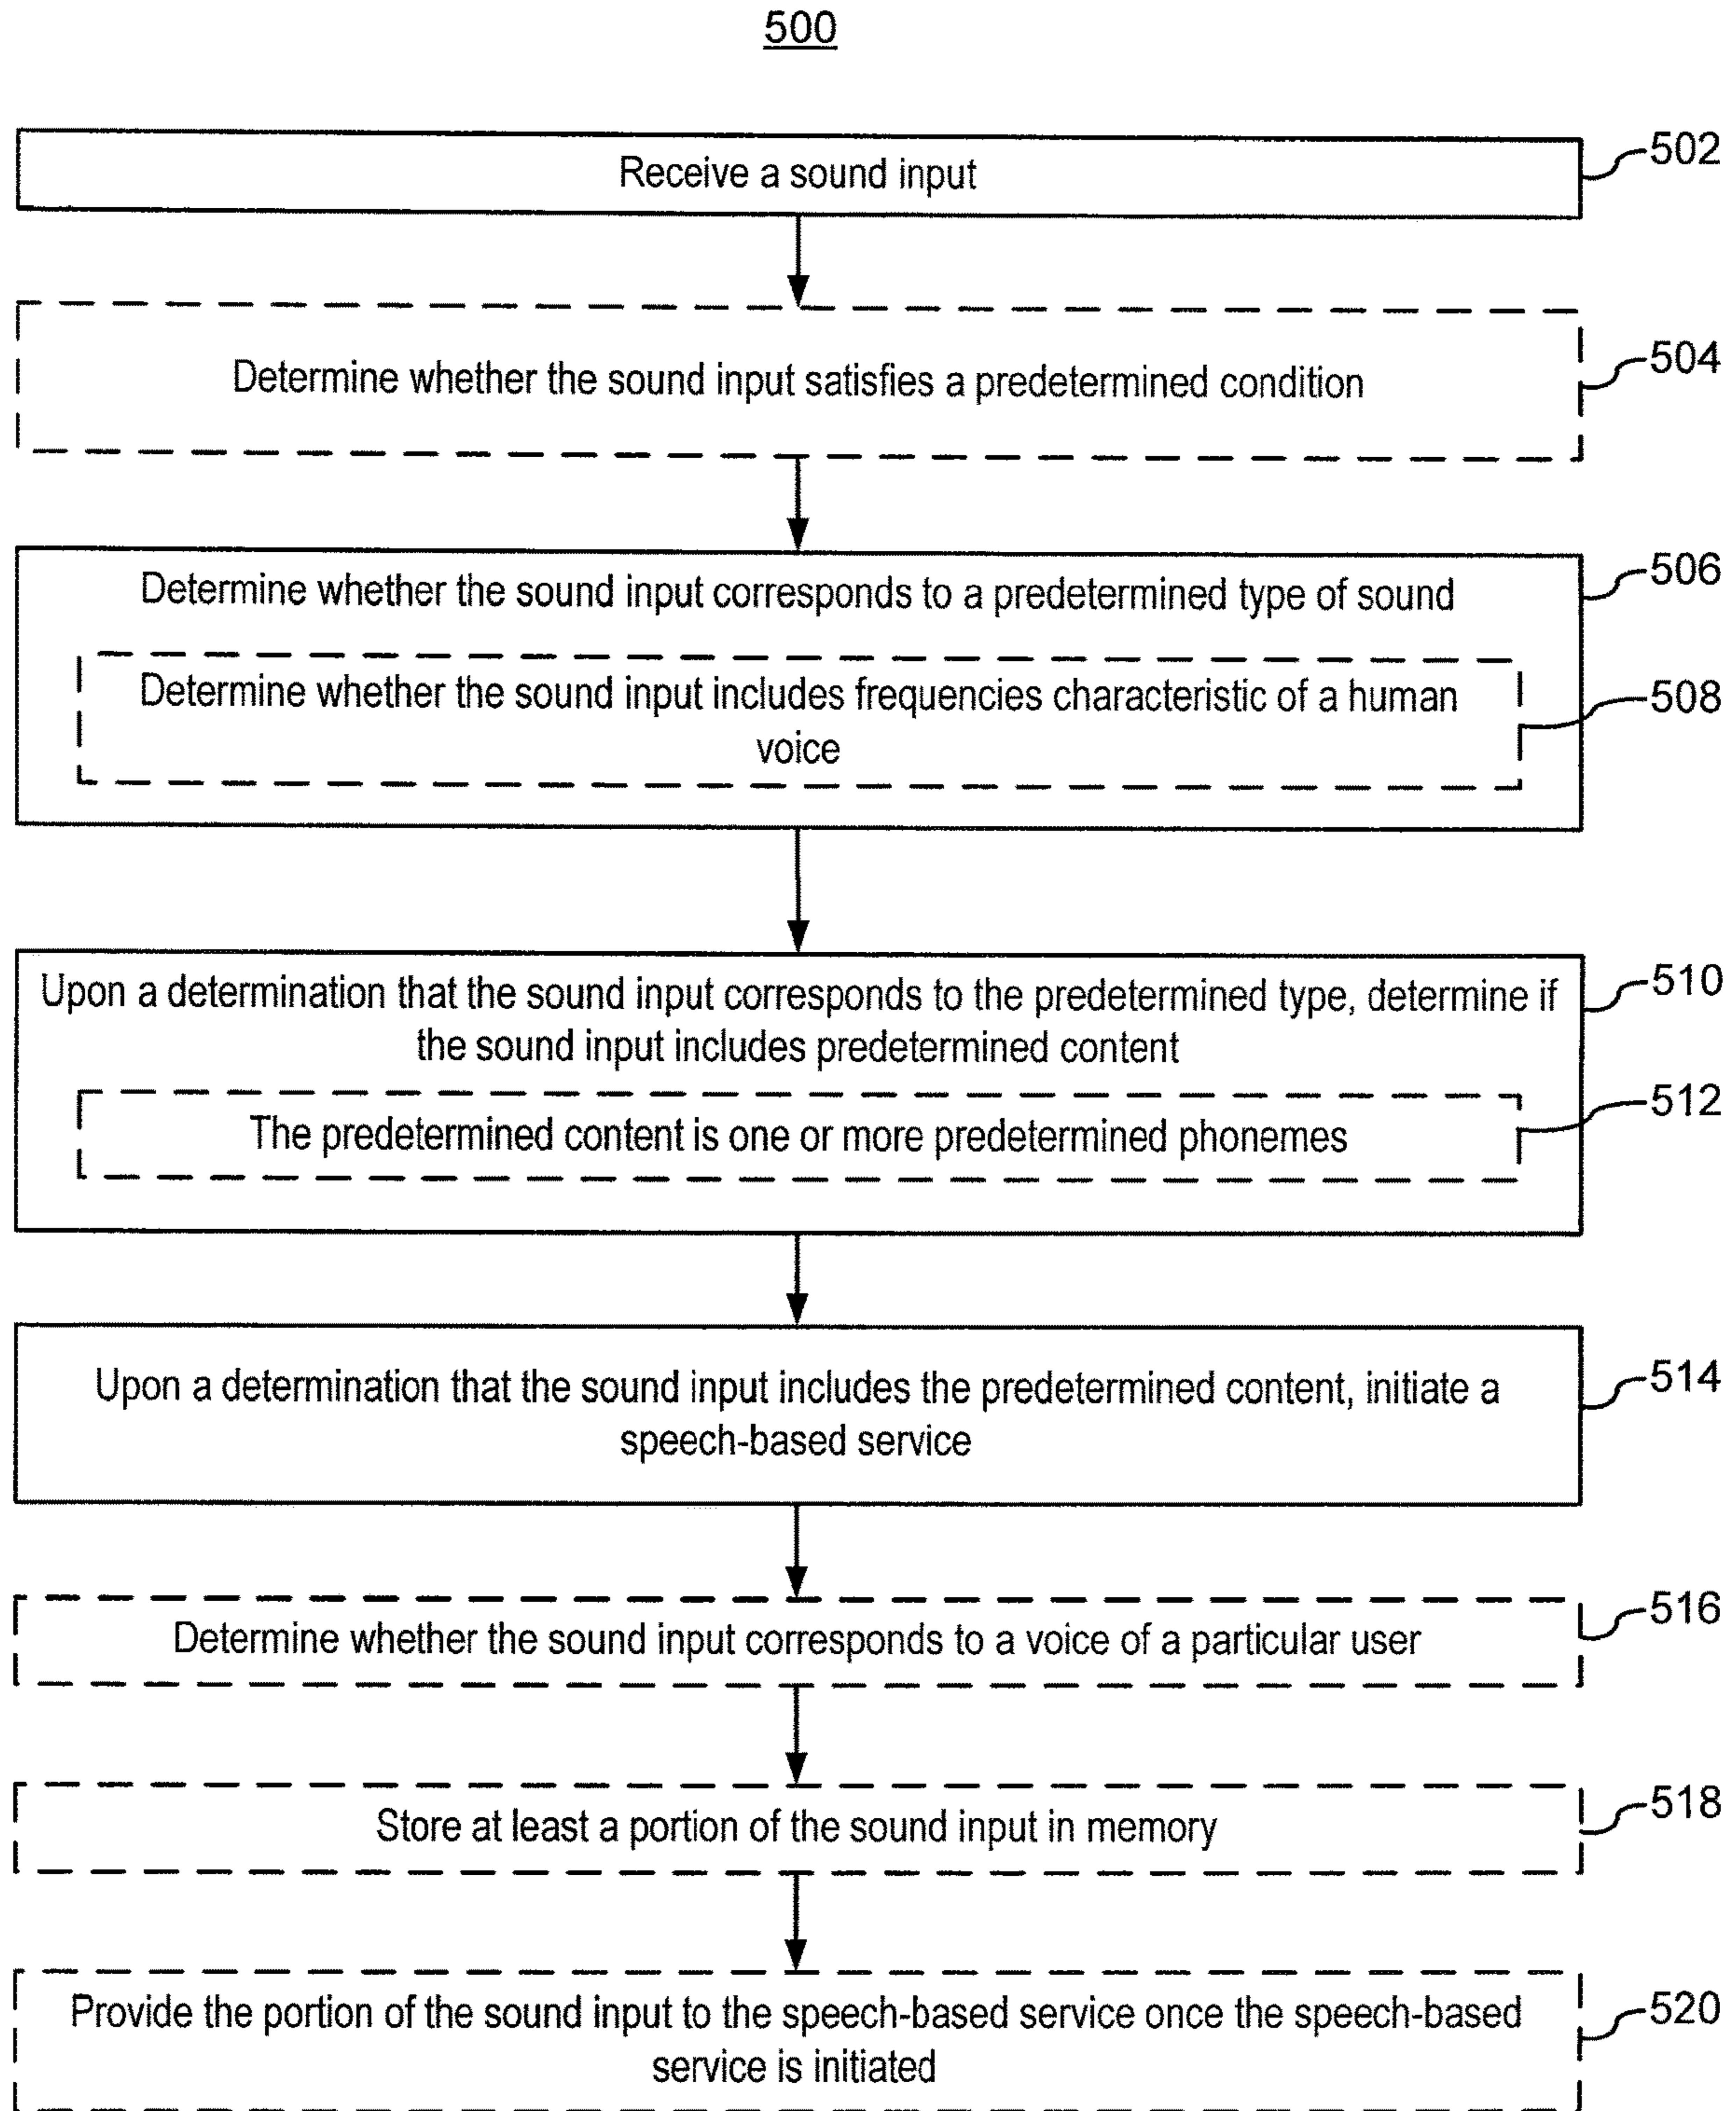 500
Receive a sound input
502
Determine whether the sound input satisfies a predetermined condition
504
Determine whether the sound input corresponds to a predetermined type of sound
506
Determine whether the sound input includes frequencies characteristic of a human
voice
508
Upon a determination that the sound input corresponds to the predetermined type, determine if
the sound input includes predetermined content
510
The predetermined content is one or more predetermined phonemes
512
Upon a determination that the sound input includes the predetermined content, initiate a
speech-based service
514
Determine whether the sound input corresponds to a voice of a particular user
516
Store at least a portion of the sound input in memory
518
Provide the portion of the sound input to the speech-based service once the speech-based
service is initiated
520